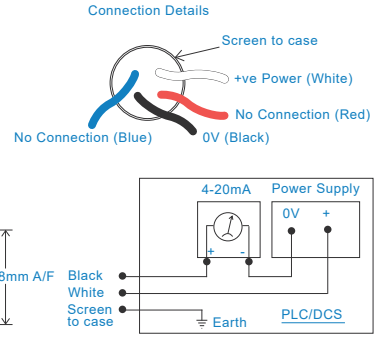 Connection Details
Screen to case
+ve Power (White)
No Connection (Red)
No Connection (Blue)
0V (Black)
4-20mA
Power Supply
0V
+
+
-
8mm A/F
Black
White
Screen
to case
Earth
PLC/DCS